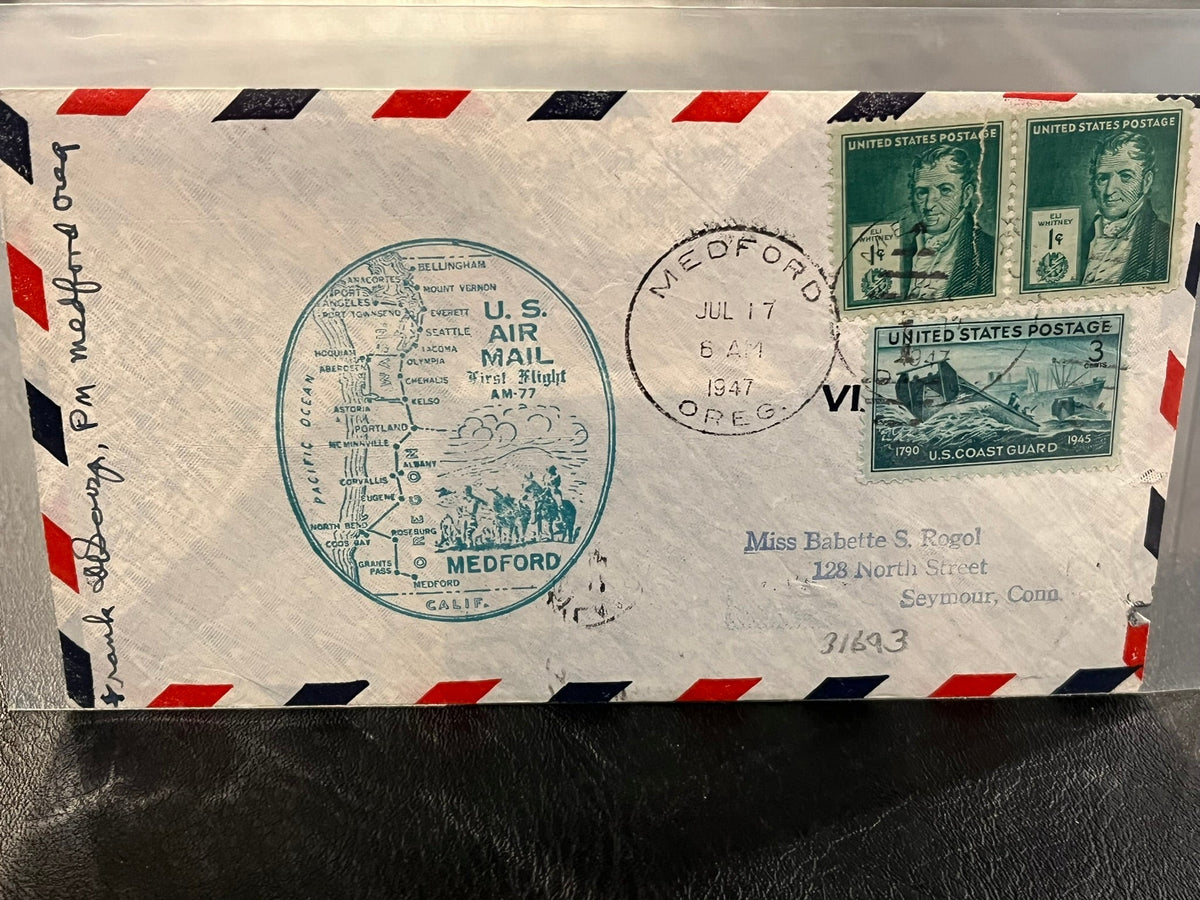 UNITED STATES POSTAGE
ELI WHITNEY
1¢
UNITED STATES POSTAGE
ELI WHITNEY
1¢
UNITED STATES POSTAGE
3
CENTS
1790
U.S. COAST GUARD
1945
MEDFORD
JUL 17
1947
OREG.
VI
1947
BELLINGHAM
ANACORTES
MOUNT VERNON
PORT ANGELES
PORT TOWNSEND
EVERETT
SEATTLE
TACOMA
HOQUIAM
OLYMPIA
ABERDEEN
CHEHALIS
KELSO
ASTORIA
PORTLAND
McMINNVILLE
ALBANY
CORVALLIS
EUGENE
NORTH BEND
ROSEBURG
COOS BAY
GRANTS PASS
MEDFORD
CALIF.
PACIFIC OCEAN
WASH
OREGON
U.S.
AIR
MAIL
First Flight
AM-77
MEDFORD
Miss Babette S. Rogol
128 North Street
Seymour, Conn.
31693
Frank PM Medford Oreg